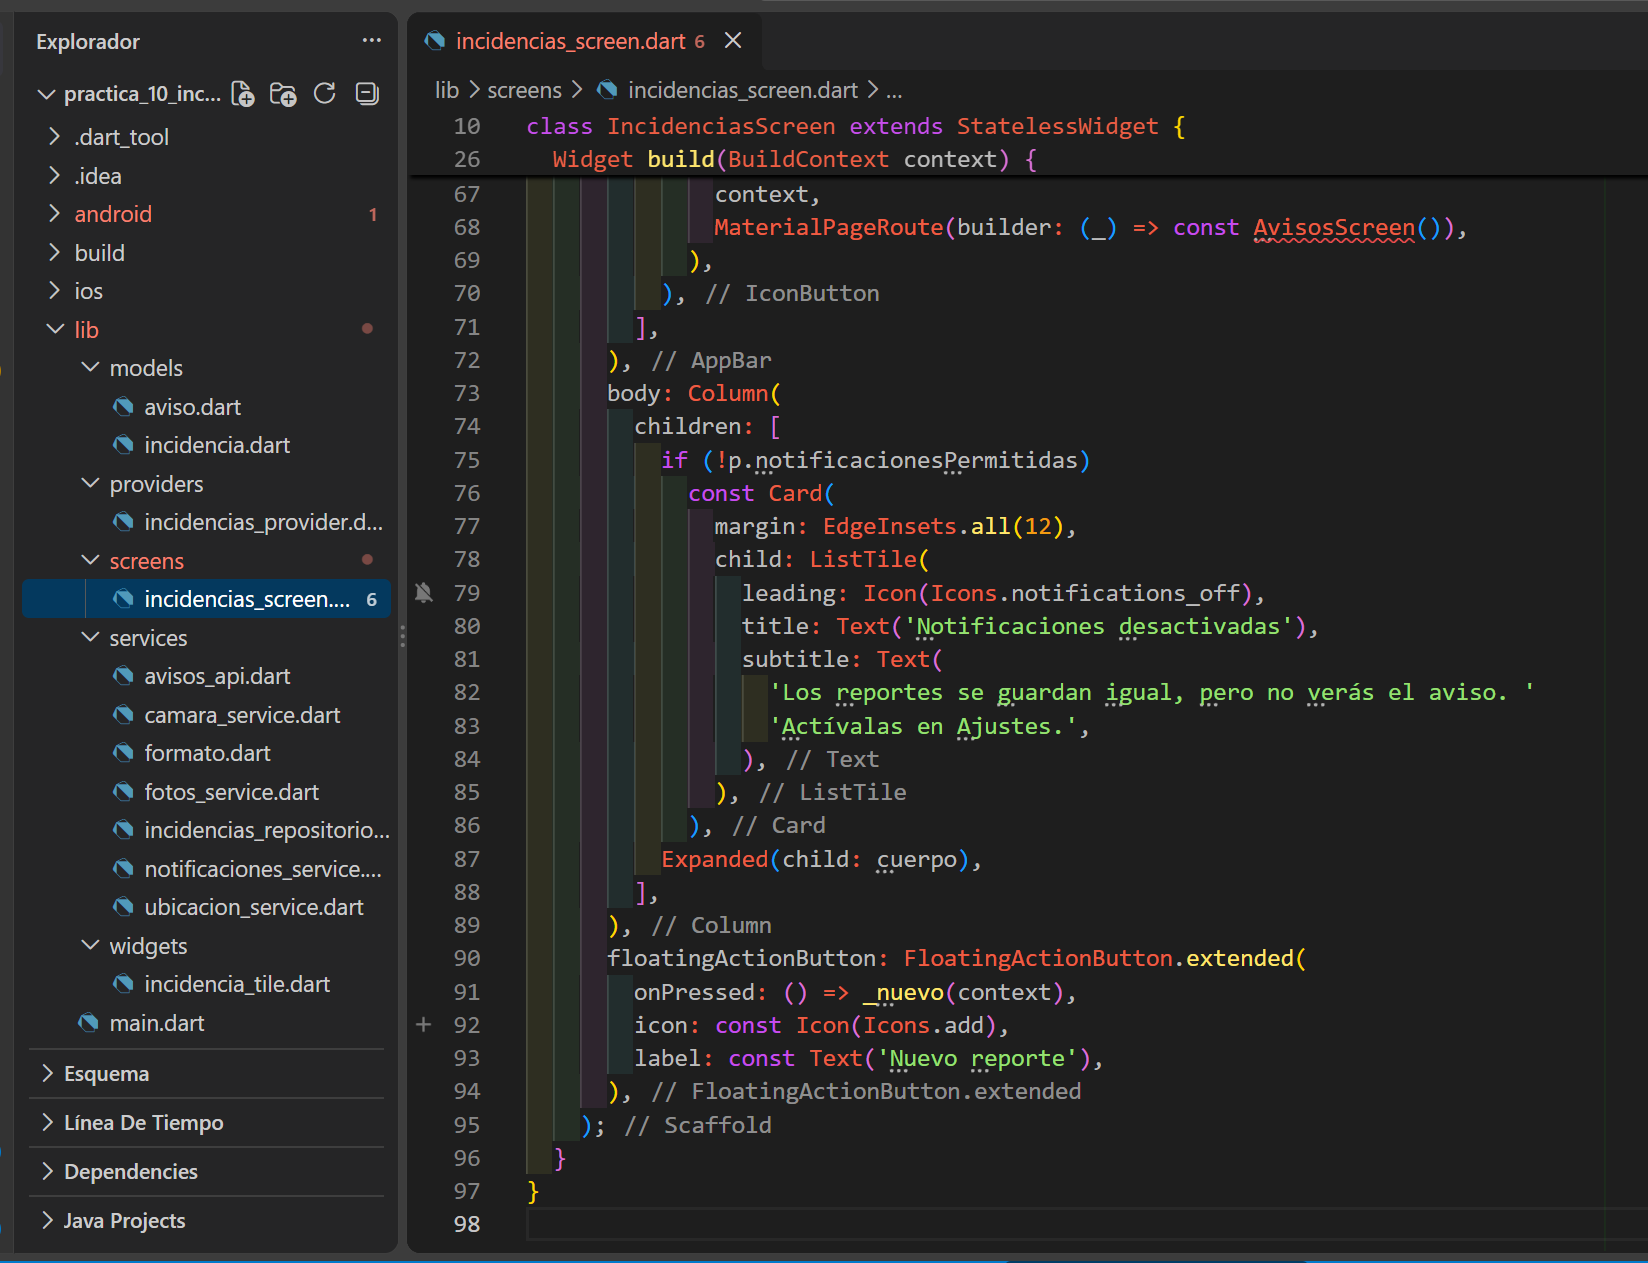 Explorador
practica_10_inc...
.dart_tool
.idea
android 1
build
ios
lib
models
aviso.dart
incidencia.dart
providers
incidencias_provider.d...
screens
incidencias_screen.... 6
services
avisos_api.dart
camara_service.dart
formato.dart
fotos_service.dart
incidencias_repositorio...
notificaciones_service....
ubicacion_service.dart
widgets
incidencia_tile.dart
main.dart
Esquema
Línea De Tiempo
Dependencies
Java Projects
incidencias_screen.dart 6
lib > screens > incidencias_screen.dart > ...
10 class IncidenciasScreen extends StatelessWidget {
26 Widget build(BuildContext context) {
67 context,
68 MaterialPageRoute(builder: (_) => const AvisosScreen()),
69 ),
70 ), // IconButton
71 ],
72 ), // AppBar
73 body: Column(
74 children: [
75 if (!p.notificacionesPermitidas)
76 const Card(
77 margin: EdgeInsets.all(12),
78 child: ListTile(
79 leading: Icon(Icons.notifications_off),
80 title: Text('Notificaciones desactivadas'),
81 subtitle: Text(
82 'Los reportes se guardan igual, pero no verás el aviso. '
83 'Actívalas en Ajustes.',
84 ), // Text
85 ), // ListTile
86 ), // Card
87 Expanded(child: cuerpo),
88 ],
89 ), // Column
90 floatingActionButton: FloatingActionButton.extended(
91 onPressed: () => _nuevo(context),
92 icon: const Icon(Icons.add),
93 label: const Text('Nuevo reporte'),
94 ), // FloatingActionButton.extended
95 ); // Scaffold
96 }
97 }
98